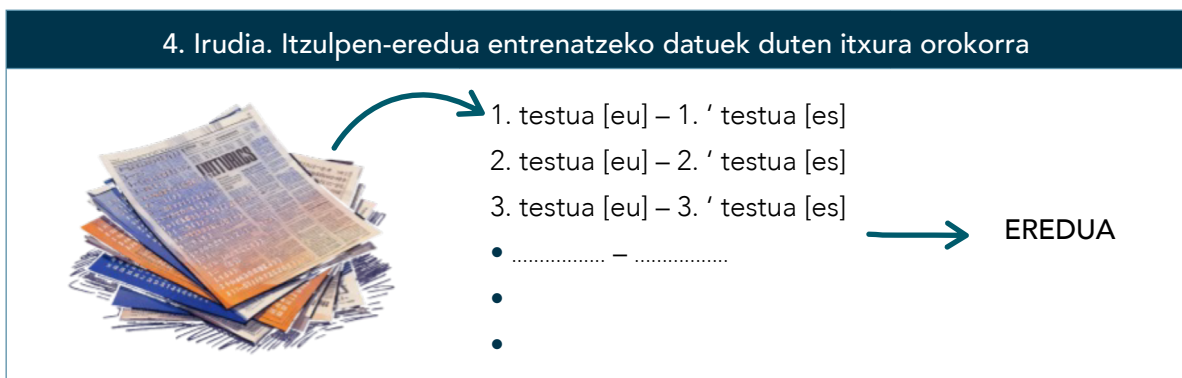 4. Irudia. Itzulpen-eredua entrenatzeko datuek duten itxura orokorra
1. testua [eu] – 1. ‘ testua [es]
2. testua [eu] – 2. ‘ testua [es]
3. testua [eu] – 3. ‘ testua [es]
• ................. – .................
•
•
EREDUA